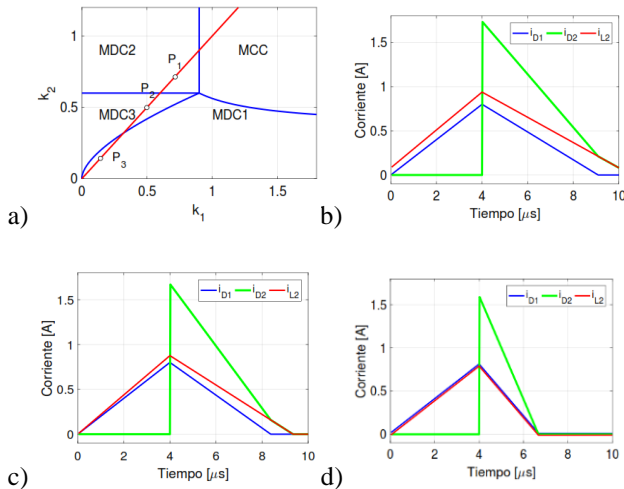 MDC2
MCC
P1
P2
MDC3
MDC1
P3
k2
1
0.5
0
0
0.5
1
1.5
k1
a)
iD1 iD2 iL2
Corriente [A]
1.5
1
0.5
0
0 2 4 6 8 10
Tiempo [μs]
b)
iD1 iD2 iL2
Corriente [A]
1.5
1
0.5
0
0 2 4 6 8 10
Tiempo [μs]
c)
iD1 iD2 iL2
Corriente [A]
1.5
1
0.5
0
0 2 4 6 8 10
Tiempo [μs]
d)